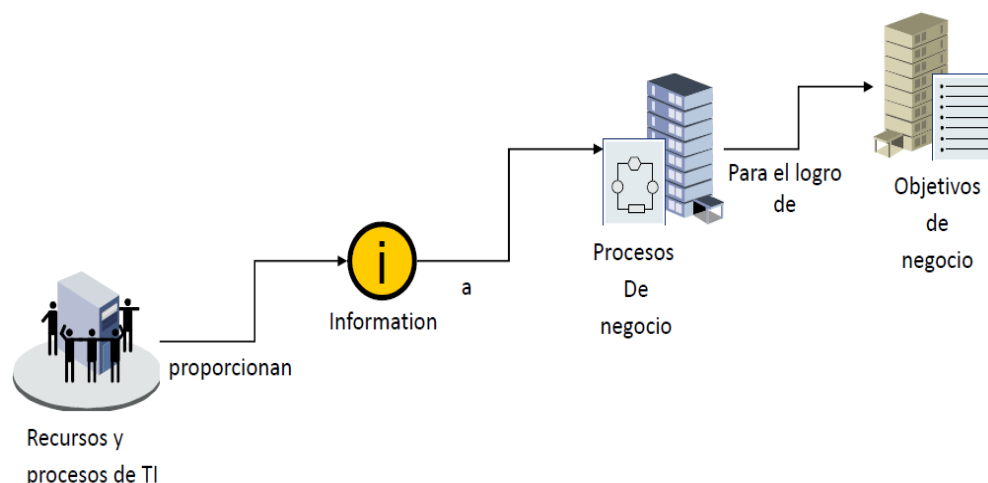 Recursos y
procesos de TI
proporcionan
i
Information
a
Procesos
De
negocio
Para el logro
de
Objetivos
de
negocio